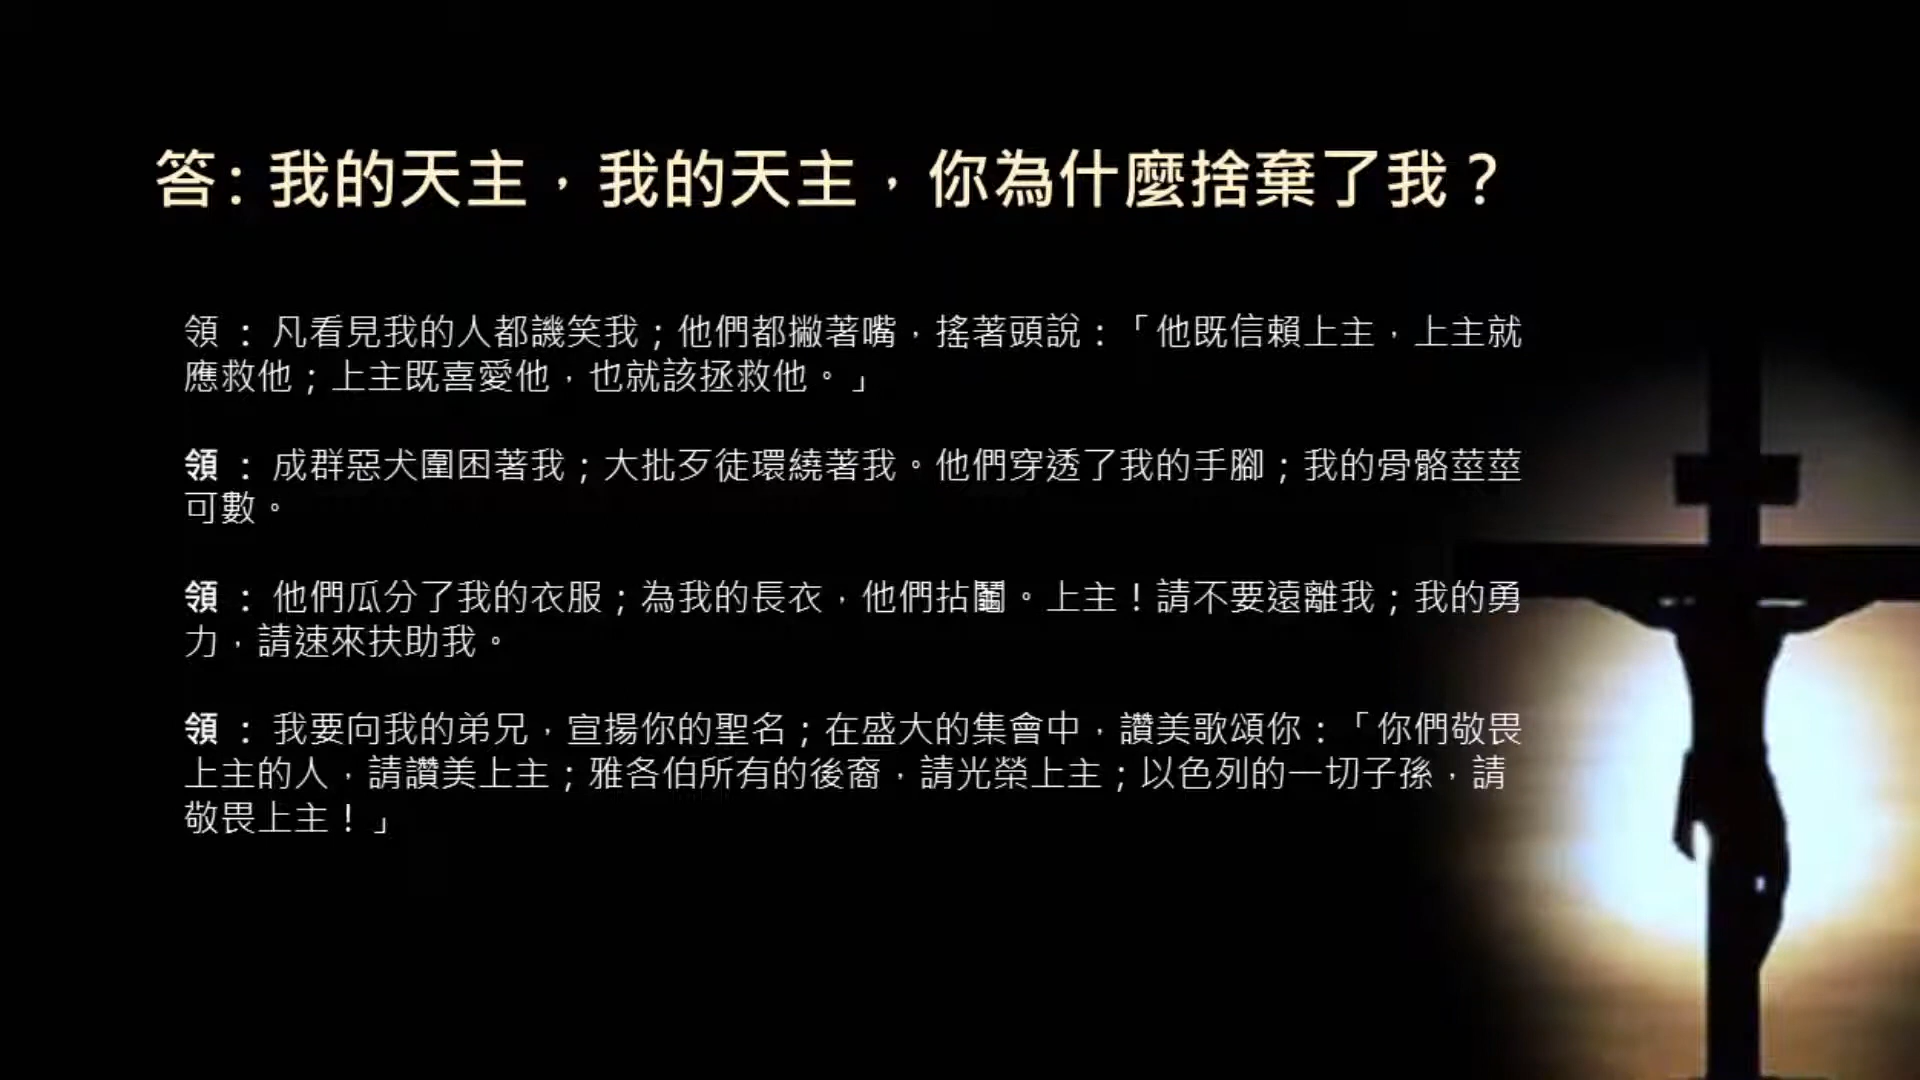 答: 我的天主，我的天主，你為什麼捨棄了我？
領 ： 凡看見我的人都譏笑我；他們都撇著嘴，搖著頭說：「他既信賴上主，上主就
應救他；上主既喜愛他，也就該拯救他。」
領 ： 成群惡犬圍困著我；大批歹徒環繞著我。他們穿透了我的手腳；我的骨骼莖莖
可數。
領 ： 他們瓜分了我的衣服；為我的長衣，他們拈鬮。上主！請不要遠離我；我的勇
力，請速來扶助我。
領 ： 我要向我的弟兄，宣揚你的聖名；在盛大的集會中，讚美歌頌你：「你們敬畏
上主的人，請讚美上主；雅各伯所有的後裔，請光榮上主；以色列的一切子孫，請
敬畏上主！」